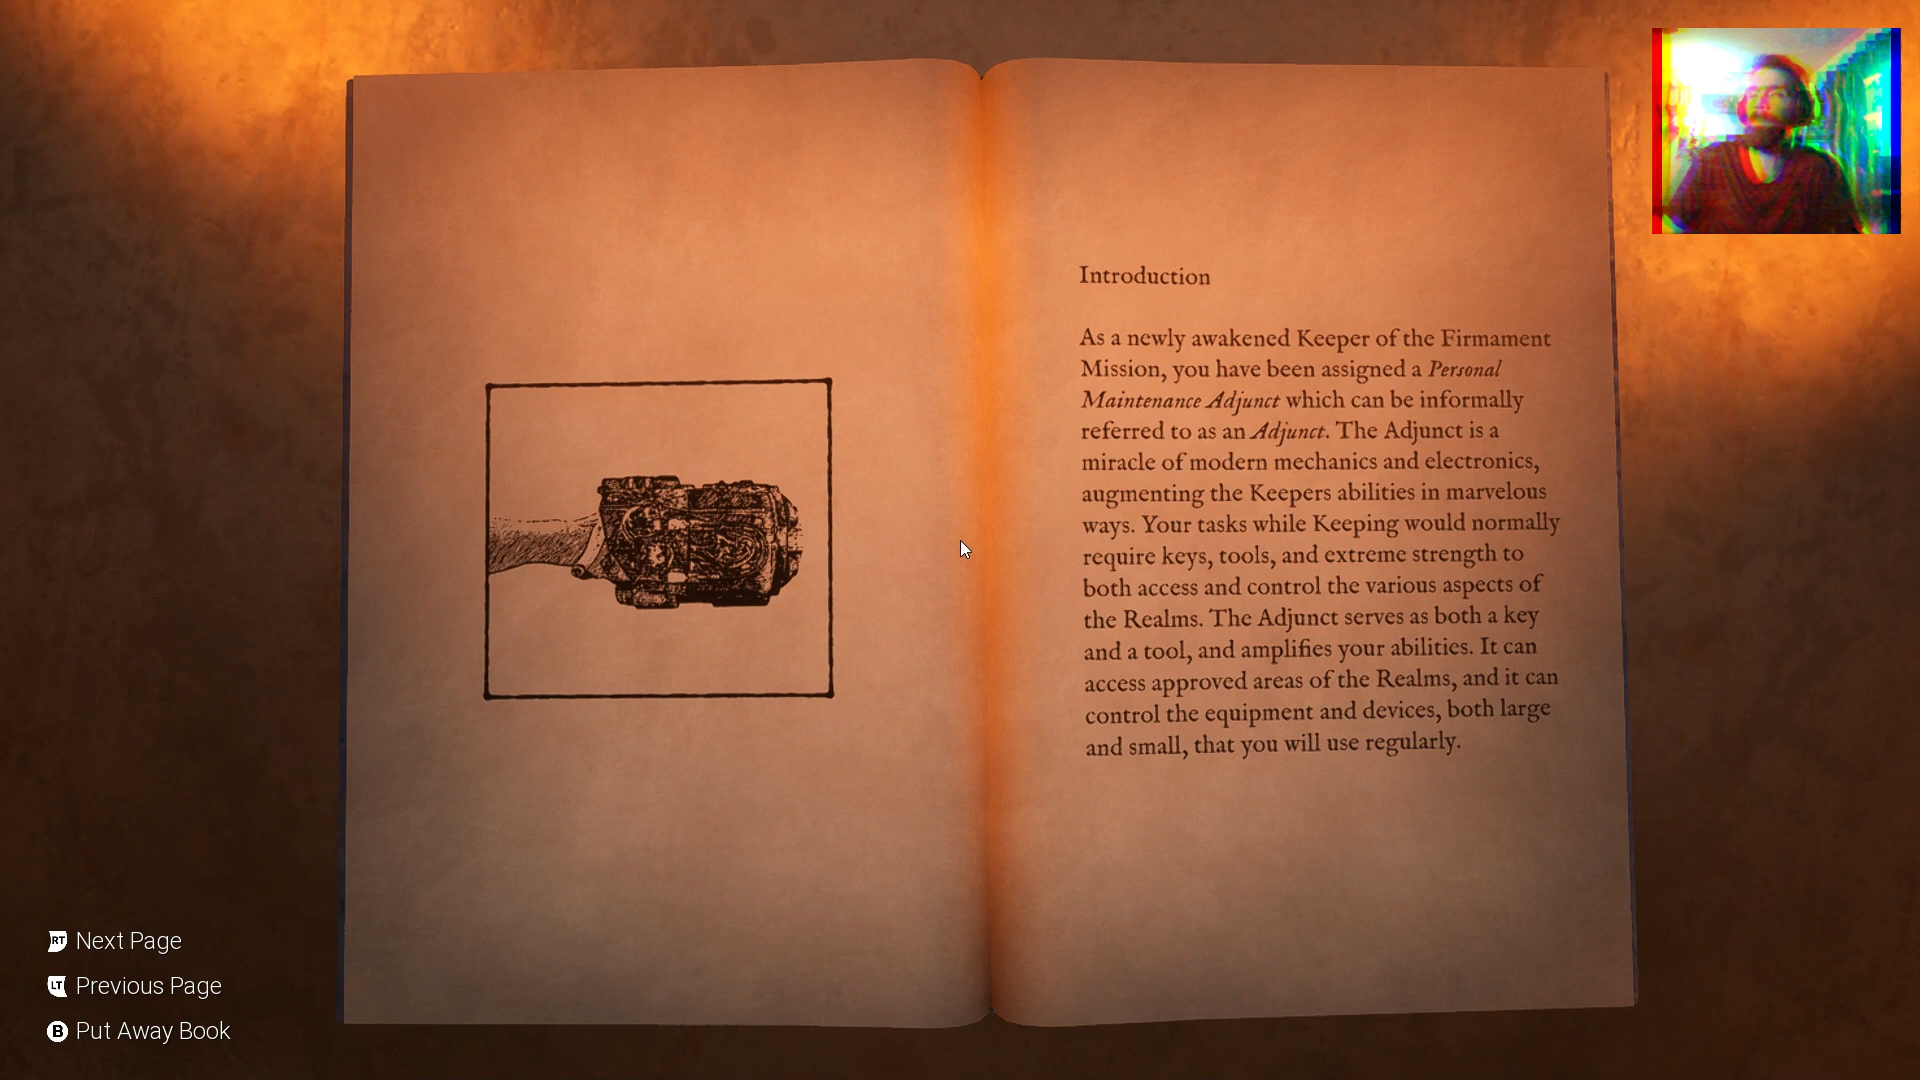 Introduction
As a newly awakened Keeper of the Firmament
Mission, you have been assigned a Personal
Maintenance Adjunct which can be informally
referred to as an Adjunct. The Adjunct is a
miracle of modern mechanics and electronics,
augmenting the Keepers abilities in marvelous
ways. Your tasks while Keeping would normally
require keys, tools, and extreme strength to
both access and control the various aspects of
the Realms. The Adjunct serves as both a key
and a tool, and amplifies your abilities. It can
access approved areas of the Realms, and it can
control the equipment and devices, both large
and small, that you will use regularly.
RT Next Page
LT Previous Page
B Put Away Book